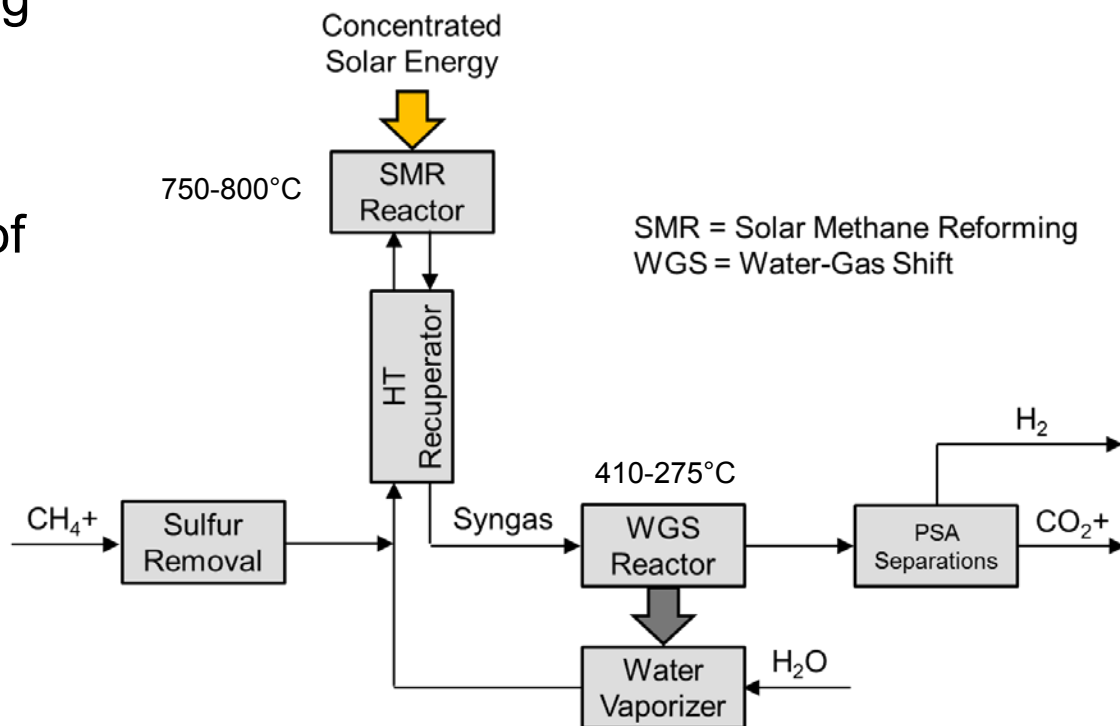 g
Concentrated
Solar Energy
SMR
Reactor
750-800°C
of
SMR = Solar Methane Reforming
WGS = Water-Gas Shift
HT
Recuperator
H₂
410-275°C
CH₄+
Sulfur
Removal
Syngas
WGS
Reactor
PSA
Separations
CO₂+
Water
Vaporizer
H₂O